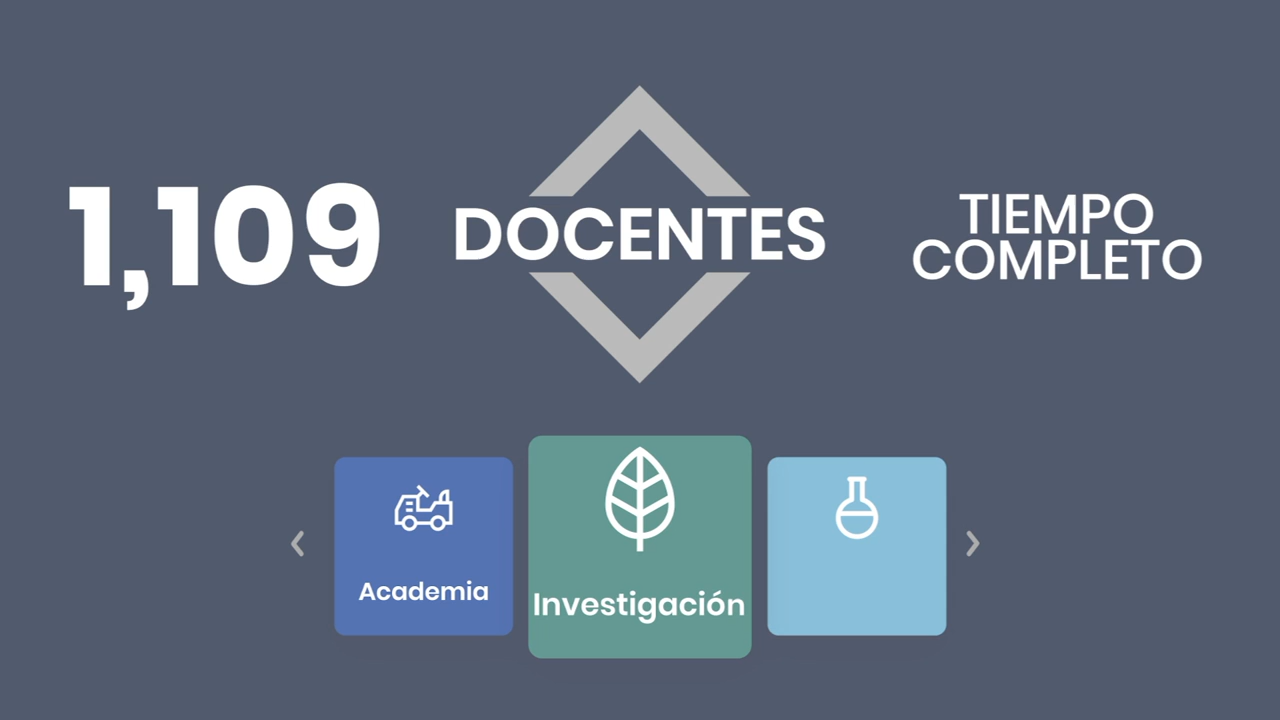 1,109
DOCENTES
TIEMPO
COMPLETO
Academia
Investigación